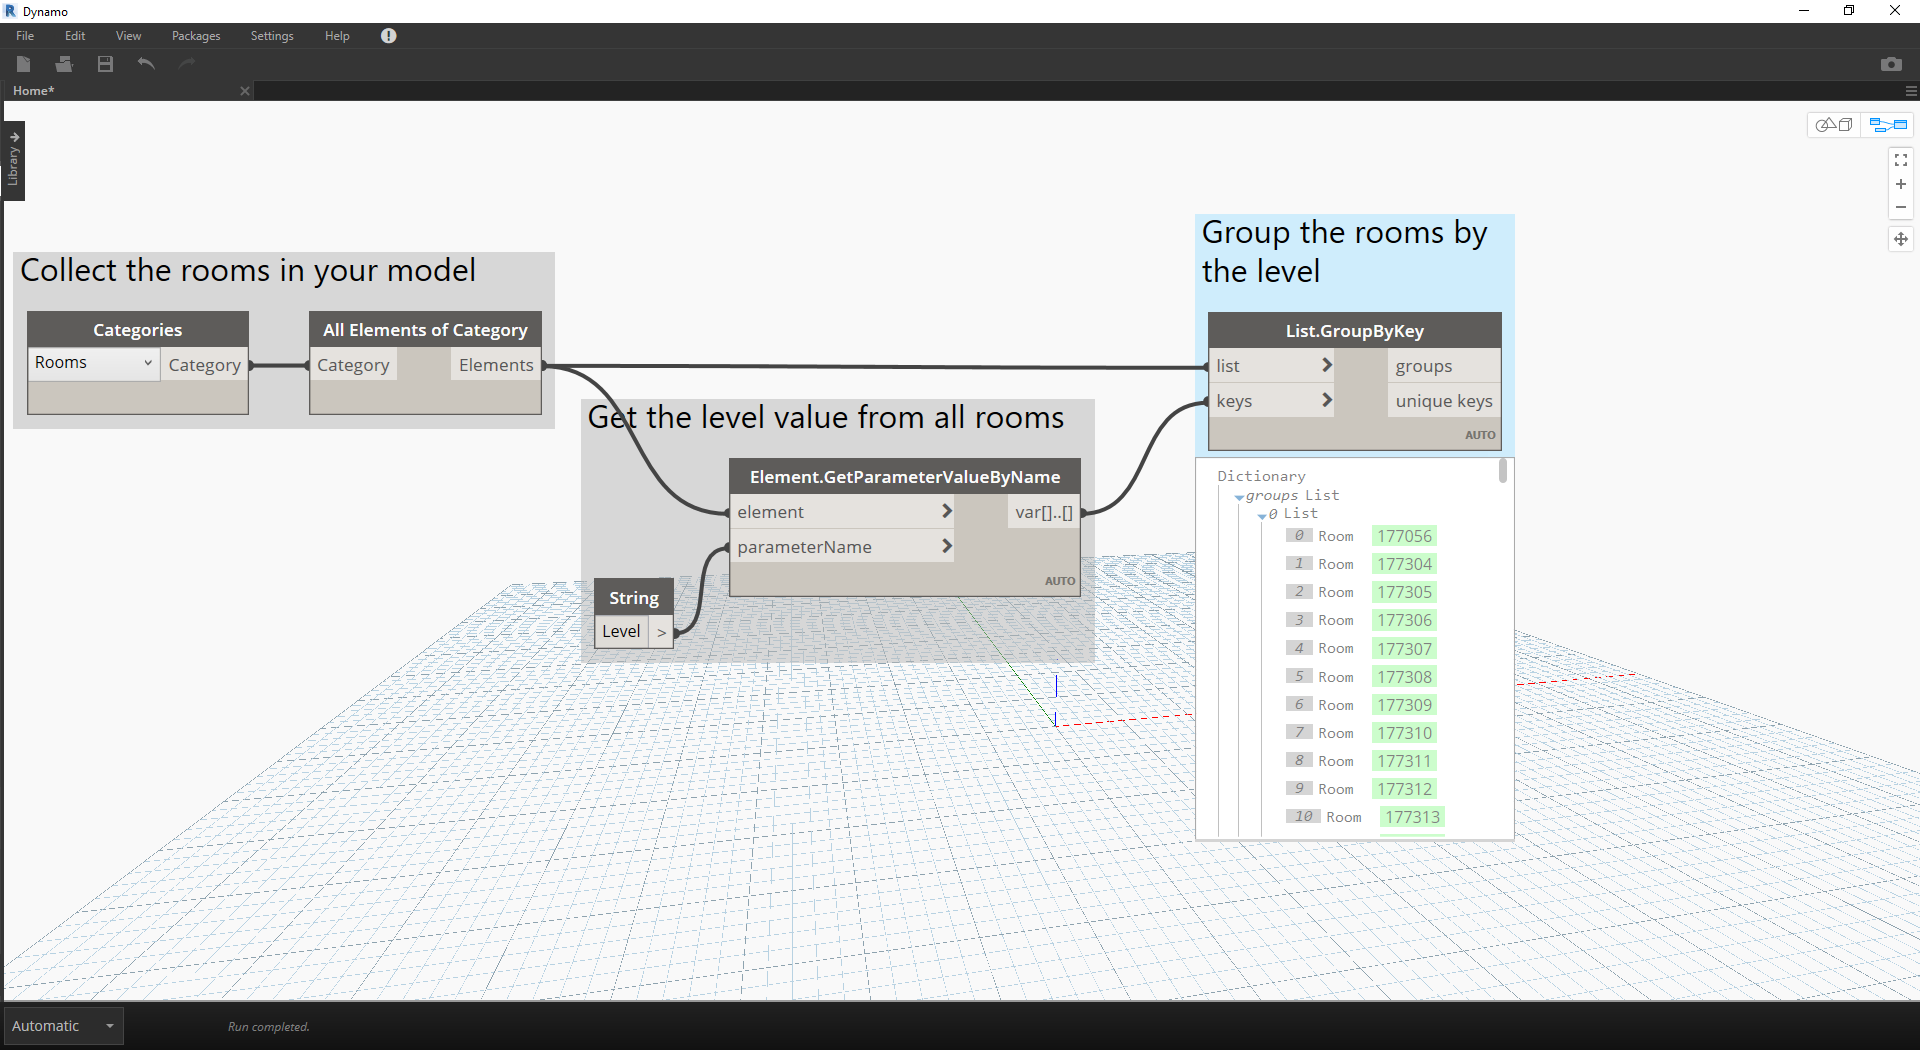 Dynamo
File Edit View Packages Settings Help
Home*
Library
Collect the rooms in your model
Categories
Rooms Category
All Elements of Category
Category Elements
Get the level value from all rooms
Element.GetParameterValueByName
element var[]..[]
parameterName
AUTO
String
Level >
Group the rooms by
the level
List.GroupByKey
list groups
keys unique keys
AUTO
Dictionary
groups List
0 List
0 Room 177056
1 Room 177304
2 Room 177305
3 Room 177306
4 Room 177307
5 Room 177308
6 Room 177309
7 Room 177310
8 Room 177311
9 Room 177312
10 Room 177313
Automatic
Run completed.